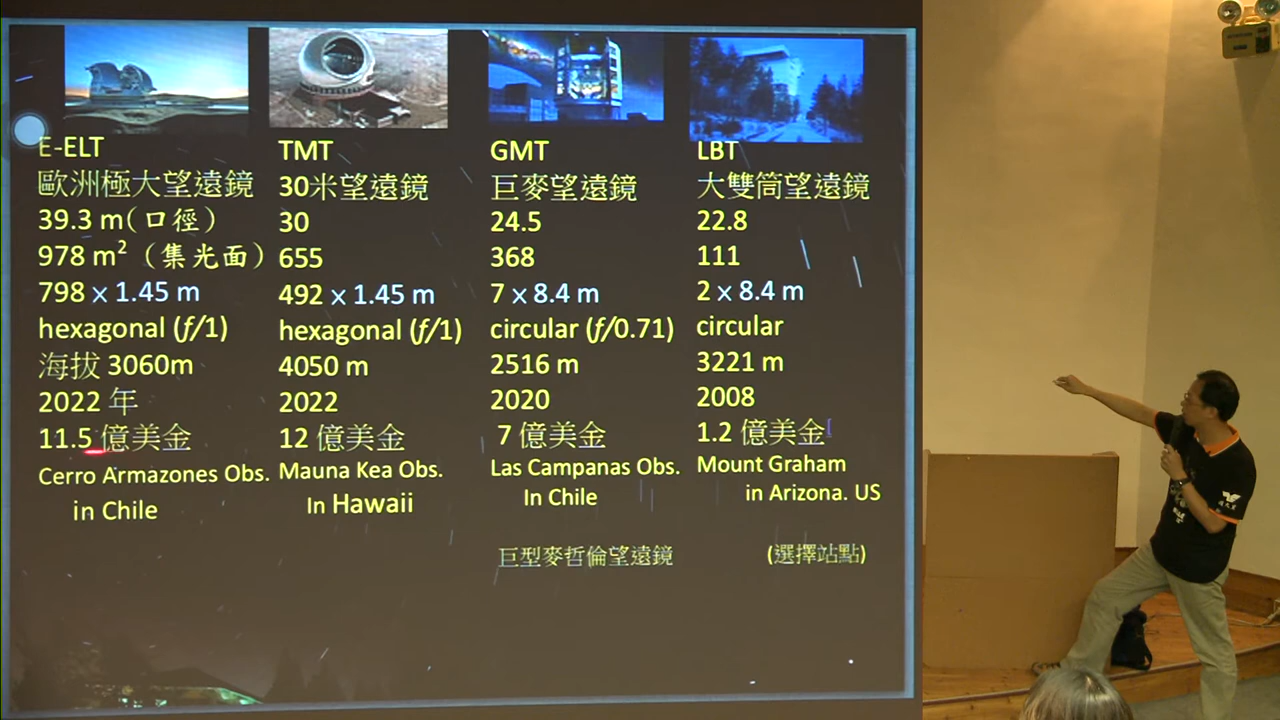 E-ELT
歐洲極大望遠鏡
39.3 m（口徑）
978 m²（集光面）
798 x 1.45 m
hexagonal (f/1)
海拔 3060m
2022 年
11.5 億美金
Cerro Armazones Obs.
in Chile
TMT
30米望遠鏡
30
655
492 x 1.45 m
hexagonal (f/1)
4050 m
2022
12 億美金
Mauna Kea Obs.
In Hawaii
GMT
巨麥望遠鏡
24.5
368
7 x 8.4 m
circular (f/0.71)
2516 m
2020
7 億美金
Las Campanas Obs.
In Chile
巨型麥哲倫望遠鏡
LBT
大雙筒望遠鏡
22.8
111
2 x 8.4 m
circular
3221 m
2008
1.2 億美金[
Mount Graham
in Arizona. US
(選擇站點)